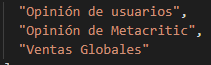 "Opinión de usuarios",
"Opinión de Metacritic",
"Ventas Globales"